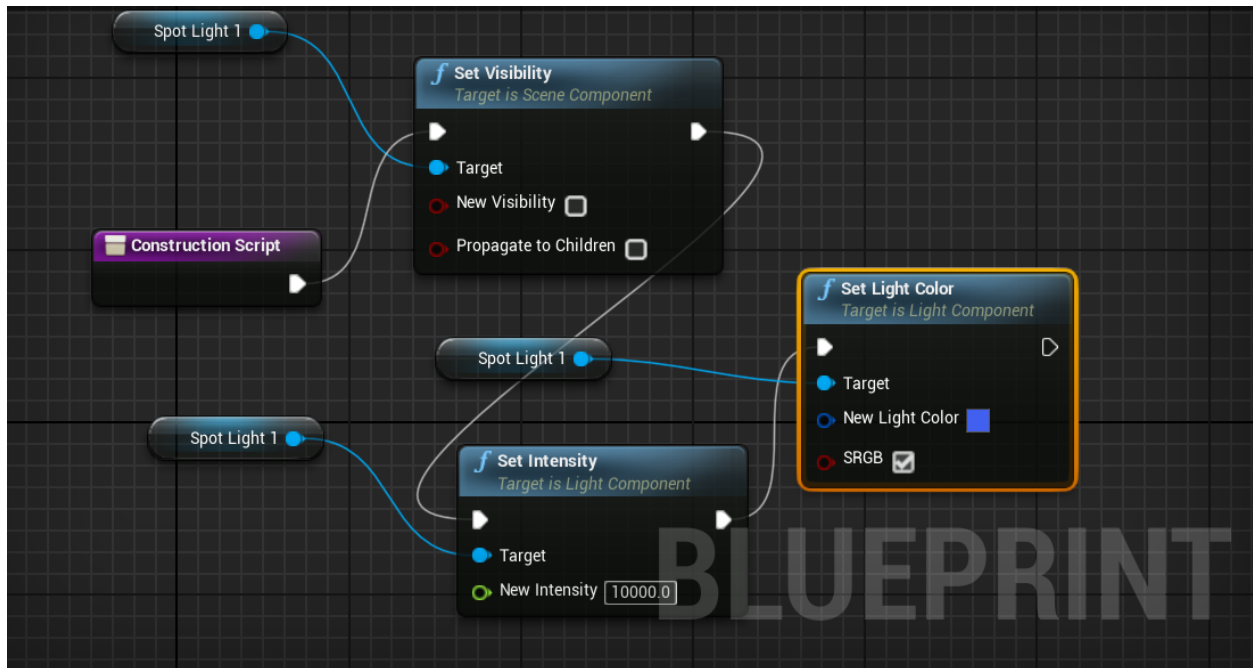 Spot Light 1
Set Visibility
Target is Scene Component
Target
New Visibility
Propagate to Children
Construction Script
Set Light Color
Target is Light Component
Target
New Light Color
SRGB
Spot Light 1
Spot Light 1
Set Intensity
Target is Light Component
Target
New Intensity 10000.0
BLUEPRINT